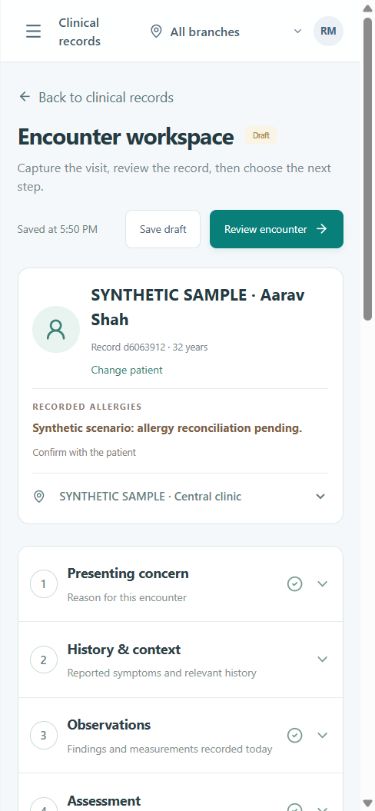 Clinical
records
All branches
RM
Back to clinical records
Encounter workspace
Draft
Capture the visit, review the record, then choose the next
step.
Saved at 5:50 PM
Save draft
Review encounter
SYNTHETIC SAMPLE · Aarav
Shah
Record d6063912 · 32 years
Change patient
RECORDED ALLERGIES
Synthetic scenario: allergy reconciliation pending.
Confirm with the patient
SYNTHETIC SAMPLE · Central clinic
1
Presenting concern
Reason for this encounter
2
History & context
Reported symptoms and relevant history
3
Observations
Findings and measurements recorded today
4
Assessment